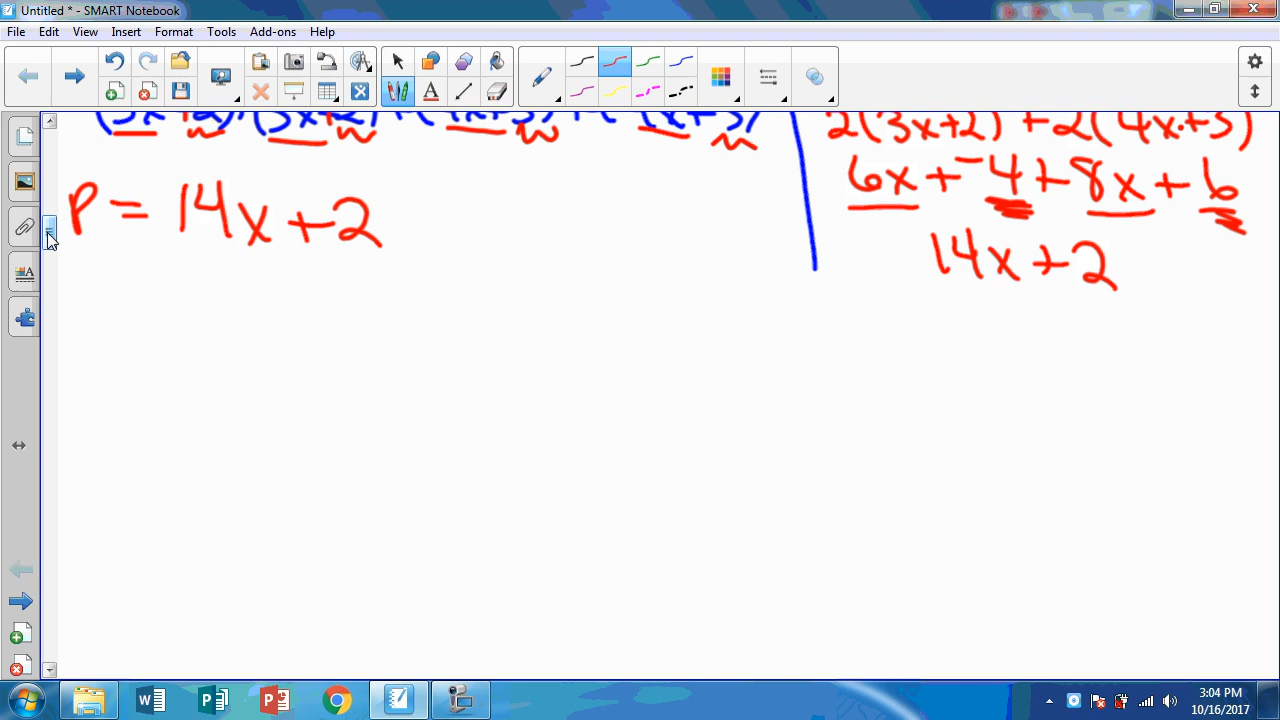 Untitled * - SMART Notebook
File Edit View Insert Format Tools Add-ons Help
2(3x+2) + 2(4x+3)
P = 14x+2
6x + -4 + 8x + 6
14x + 2
3:04 PM
10/16/2017